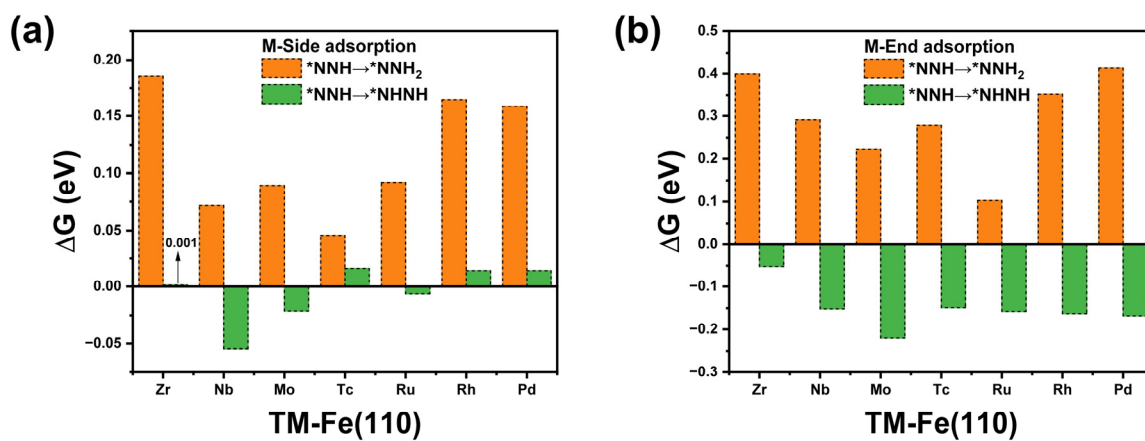 (a)
M-Side adsorption
*NNH→*NNH₂
*NNH→*NHNH
0.20
0.15
0.10
0.05
0.00
−0.05
ΔG (eV)
0.001
Zr Nb Mo Tc Ru Rh Pd
TM-Fe(110)
(b)
M-End adsorption
*NNH→*NNH₂
*NNH→*NHNH
0.5
0.4
0.3
0.2
0.1
0.0
−0.1
−0.2
−0.3
ΔG (eV)
Zr Nb Mo Tc Ru Rh Pd
TM-Fe(110)